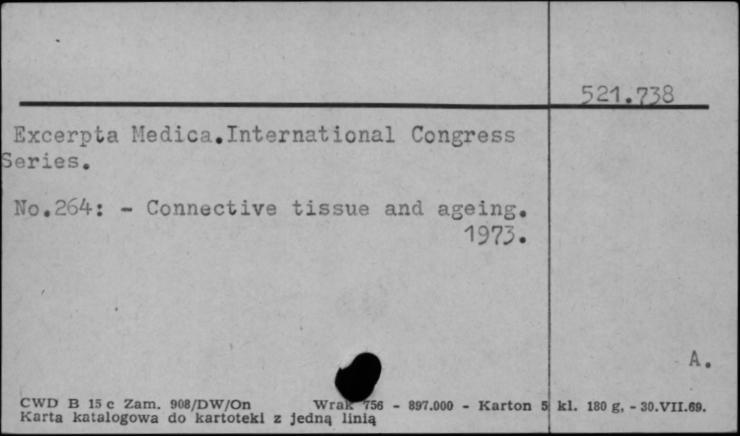 521.738
Excerpta Medica.International Congress
Series.
No.264: - Connective tissue and ageing.
1973.
A.
CWD B 15 c Zam. 908/DW/On Wrak 756 - 897.000 - Karton 5 kl. 180 g. - 30.VII.69.
Karta katalogowa do kartoteki z jedną linią